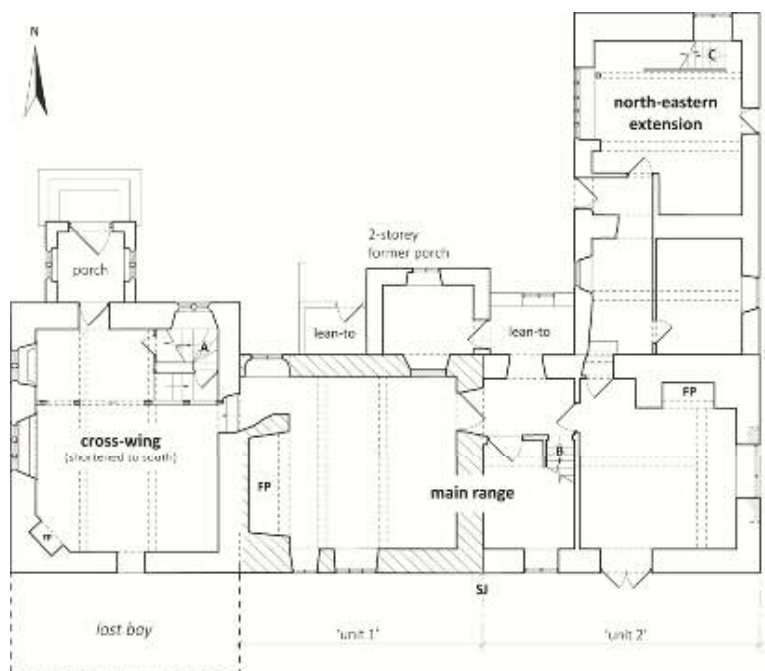 N
C
north-eastern
extension
2-storey
former porch
porch
lean-to
lean-to
A
FP
cross-wing
(shortened to south)
FP
B
main range
FP
SJ
lost bay
'unit 1'
'unit 2'